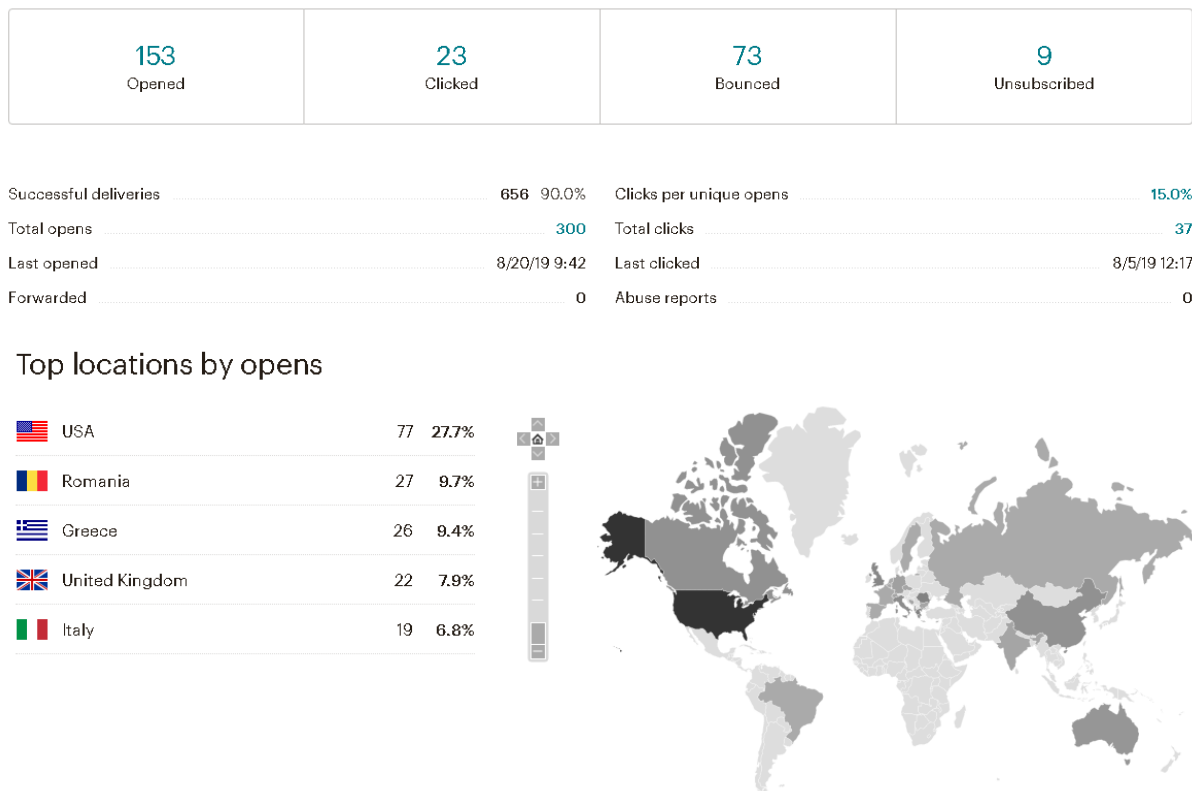 153 23 73 9
Opened Clicked Bounced Unsubscribed
Successful deliveries 656 90.0% Clicks per unique opens 15.0%
Total opens 300 Total clicks 37
Last opened 8/20/19 9:42 Last clicked 8/5/19 12:17
Forwarded 0 Abuse reports 0
Top locations by opens
USA 77 27.7%
Romania 27 9.7%
Greece 26 9.4%
United Kingdom 22 7.9%
Italy 19 6.8%